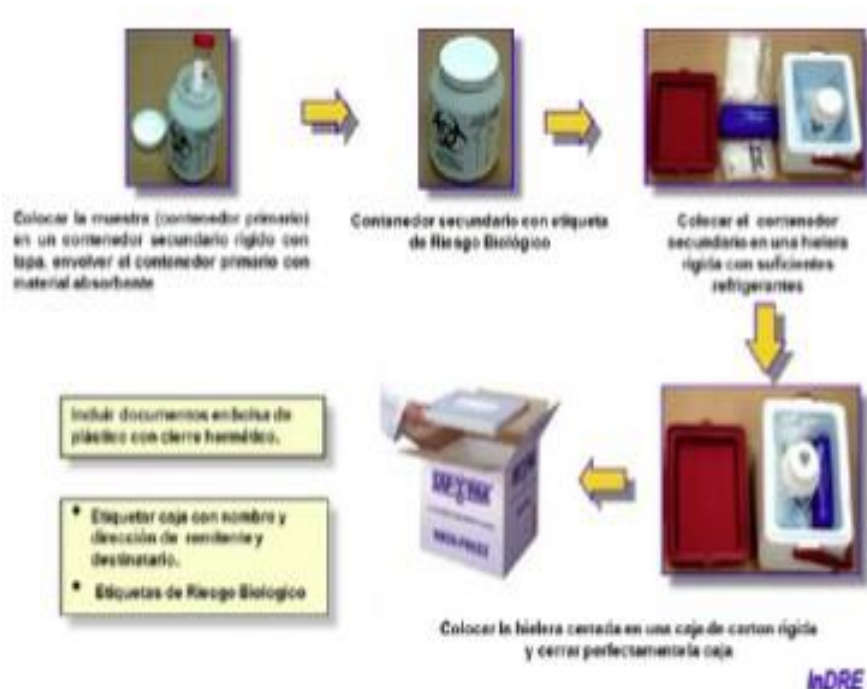 Colocar la muestra (contenedor primario)
en un contenedor secundario rígido con
tapa, envolver el contenedor primario con
material absorbente
Contenedor secundario con etiqueta
de Riesgo Biológico
Colocar el contenedor
secundario en una hielera
rígida con suficientes
refrigerantes
Incluir documentos en bolsa de
plástico con cierre hermético.
• Etiquetar caja con nombre y
dirección de remitente y
destinatario.
• Etiquetas de Riesgo Biologico
Colocar la hielera cerrada en una caja de carton rigida
y cerrar perfectamente la caja
InDRE